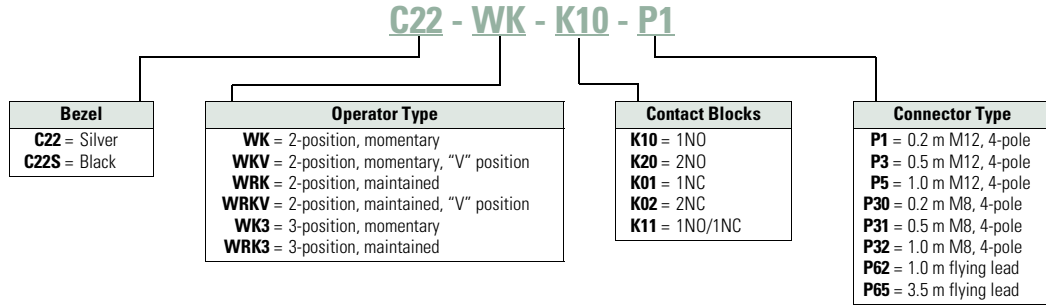 C22 - WK - K10 - P1
Bezel
C22 = Silver
C22S = Black
Operator Type
WK = 2-position, momentary
WKV = 2-position, momentary, “V” position
WRK = 2-position, maintained
WRKV = 2-position, maintained, “V” position
WK3 = 3-position, momentary
WRK3 = 3-position, maintained
Contact Blocks
K10 = 1NO
K20 = 2NO
K01 = 1NC
K02 = 2NC
K11 = 1NO/1NC
Connector Type
P1 = 0.2 m M12, 4-pole
P3 = 0.5 m M12, 4-pole
P5 = 1.0 m M12, 4-pole
P30 = 0.2 m M8, 4-pole
P31 = 0.5 m M8, 4-pole
P32 = 1.0 m M8, 4-pole
P62 = 1.0 m flying lead
P65 = 3.5 m flying lead